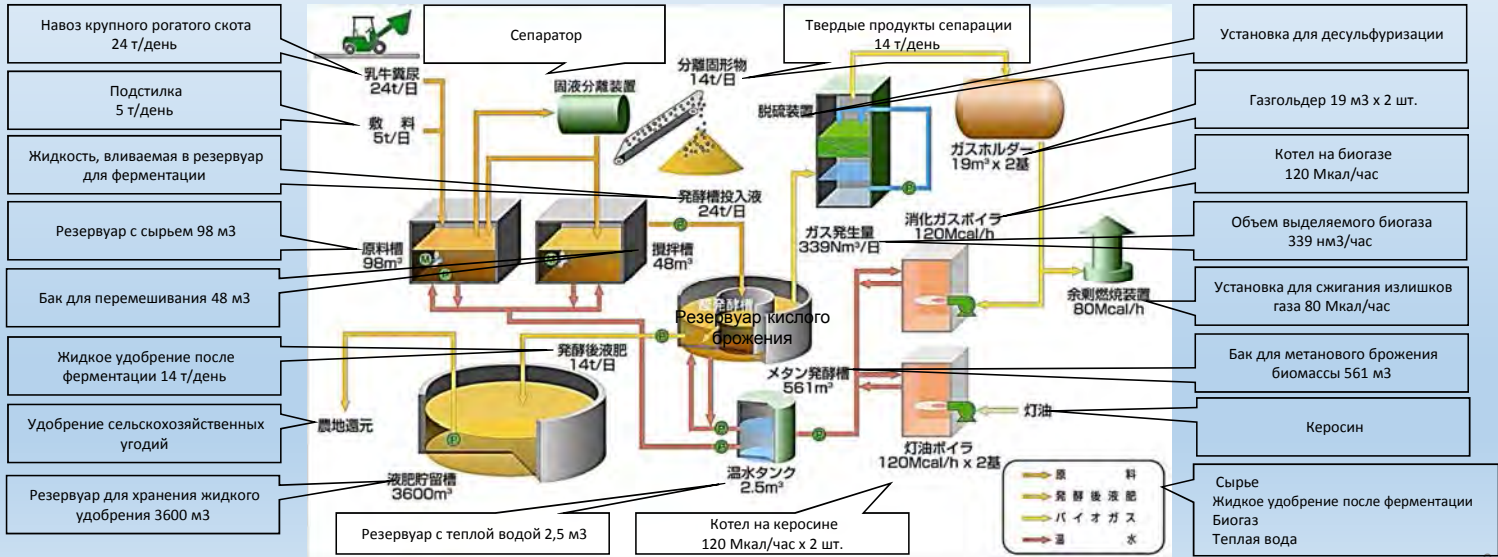 Навоз крупного рогатого скота
24 т/день
Подстилка
5 т/день
Жидкость, вливаемая в резервуар
для ферментации
Резервуар с сырьем 98 м3
Бак для перемешивания 48 м3
Жидкое удобрение после
ферментации 14 т/день
Удобрение сельскохозяйственных
угодий
Резервуар для хранения жидкого
удобрения 3600 м3
Сепаратор
Твердые продукты сепарации
14 т/день
乳牛糞尿
24t/日
敷 料
5t/日
固液分離装置
分離固形物
14t/日
脱硫装置
ガスホルダー
19m³ x 2基
発酵槽投入液
24t/日
原料槽
98m³
攪拌槽
48m³
ガス発生量
339Nm³/日
消化ガスボイラ
120Mcal/h
余剰燃焼装置
80Mcal/h
Резервуар кислого
брожения
発酵後液肥
14t/日
メタン発酵槽
561m³
農地還元
灯油
液肥貯留槽
3600m³
温水タンク
2.5m³
灯油ボイラ
120Mcal/h x 2基
原 料
発酵後液肥
バイオガス
温 水
Резервуар с теплой водой 2,5 м3
Котел на керосине
120 Мкал/час х 2 шт.
Установка для десульфуризации
Газгольдер 19 м3 х 2 шт.
Котел на биогазе
120 Мкал/час
Объем выделяемого биогаза
339 нм3/час
Установка для сжигания излишков
газа 80 Мкал/час
Бак для метанового брожения
биомассы 561 м3
Керосин
Сырье
Жидкое удобрение после ферментации
Биогаз
Теплая вода